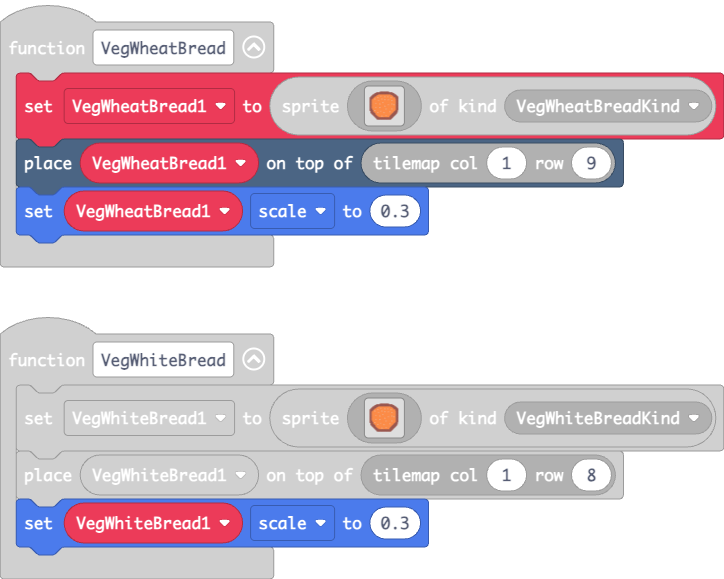 function VegWheatBread
set VegWheatBread1 to sprite of kind VegWheatBreadKind
place VegWheatBread1 on top of tilemap col 1 row 9
set VegWheatBread1 scale to 0.3
function VegWhiteBread
set VegWhiteBread1 to sprite of kind VegWhiteBreadKind
place VegWhiteBread1 on top of tilemap col 1 row 8
set VegWhiteBread1 scale to 0.3